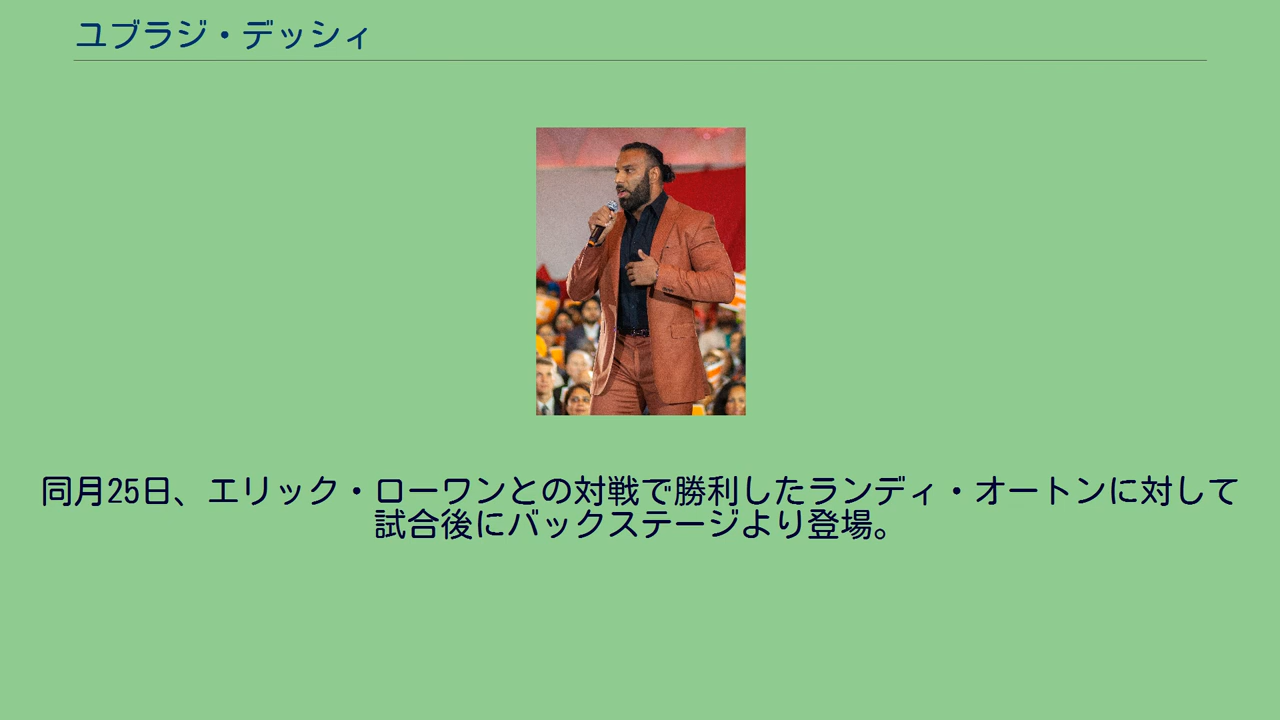 ユブラジ・デッシィ
同月25日、エリック・ローワンとの対戦で勝利したランディ・オートンに対して
試合後にバックステージより登場。